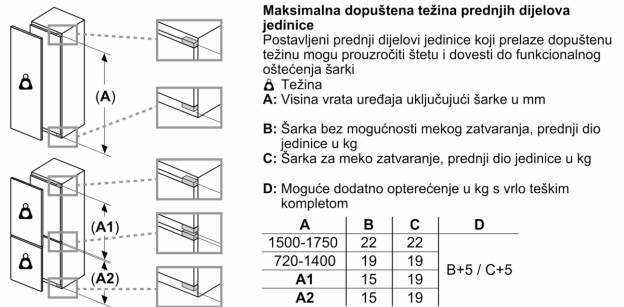 Maksimalna dopuštena težina prednjih dijelova
jedinice
Postavljeni prednji dijelovi jedinice koji prelaze dopuštenu
težinu mogu prouzročiti štetu i dovesti do funkcionalnog
oštećenja šarki
Težina
A: Visina vrata uređaja uključujući šarke u mm
B: Šarka bez mogućnosti mekog zatvaranja, prednji dio
jedinice u kg
C: Šarka za meko zatvaranje, prednji dio jedinice u kg
D: Moguće dodatno opterećenje u kg s vrlo teškim
kompletom
A B C D
1500-1750 22 22
720-1400 19 19
B+5 / C+5
A1 15 19
A2 15 19
(A)
(A1)
(A2)